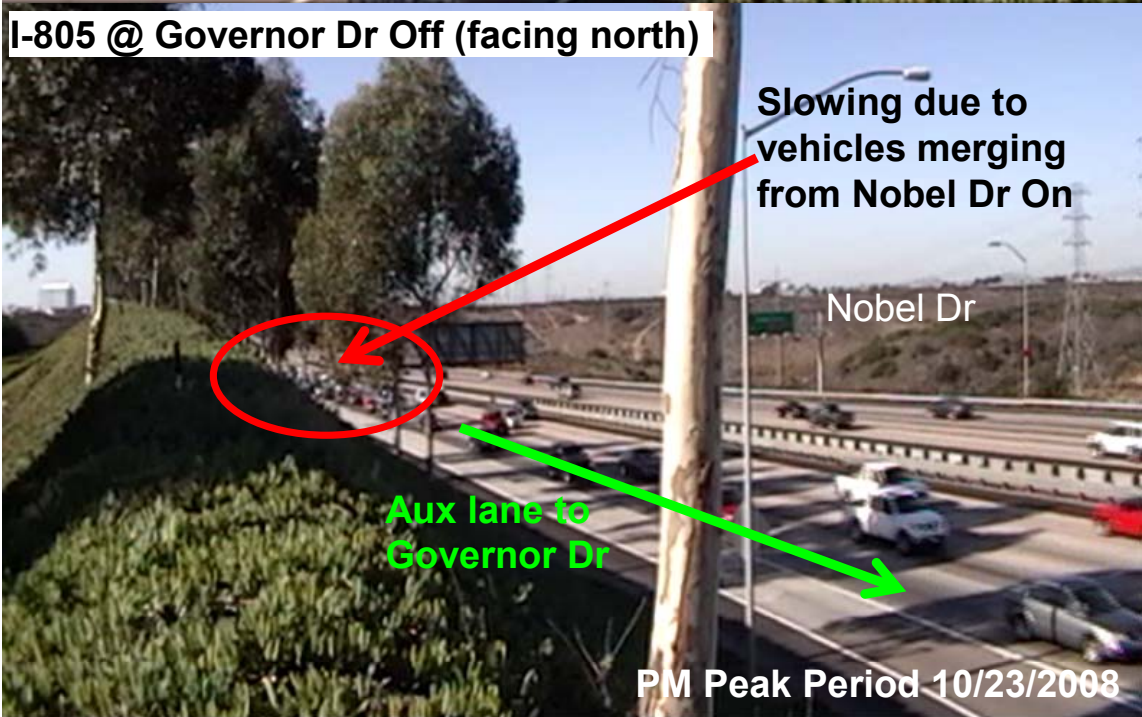 I-805 @ Governor Dr Off (facing north)
Slowing due to
vehicles merging
from Nobel Dr On
Nobel Dr
Aux lane to
Governor Dr
PM Peak Period 10/23/2008